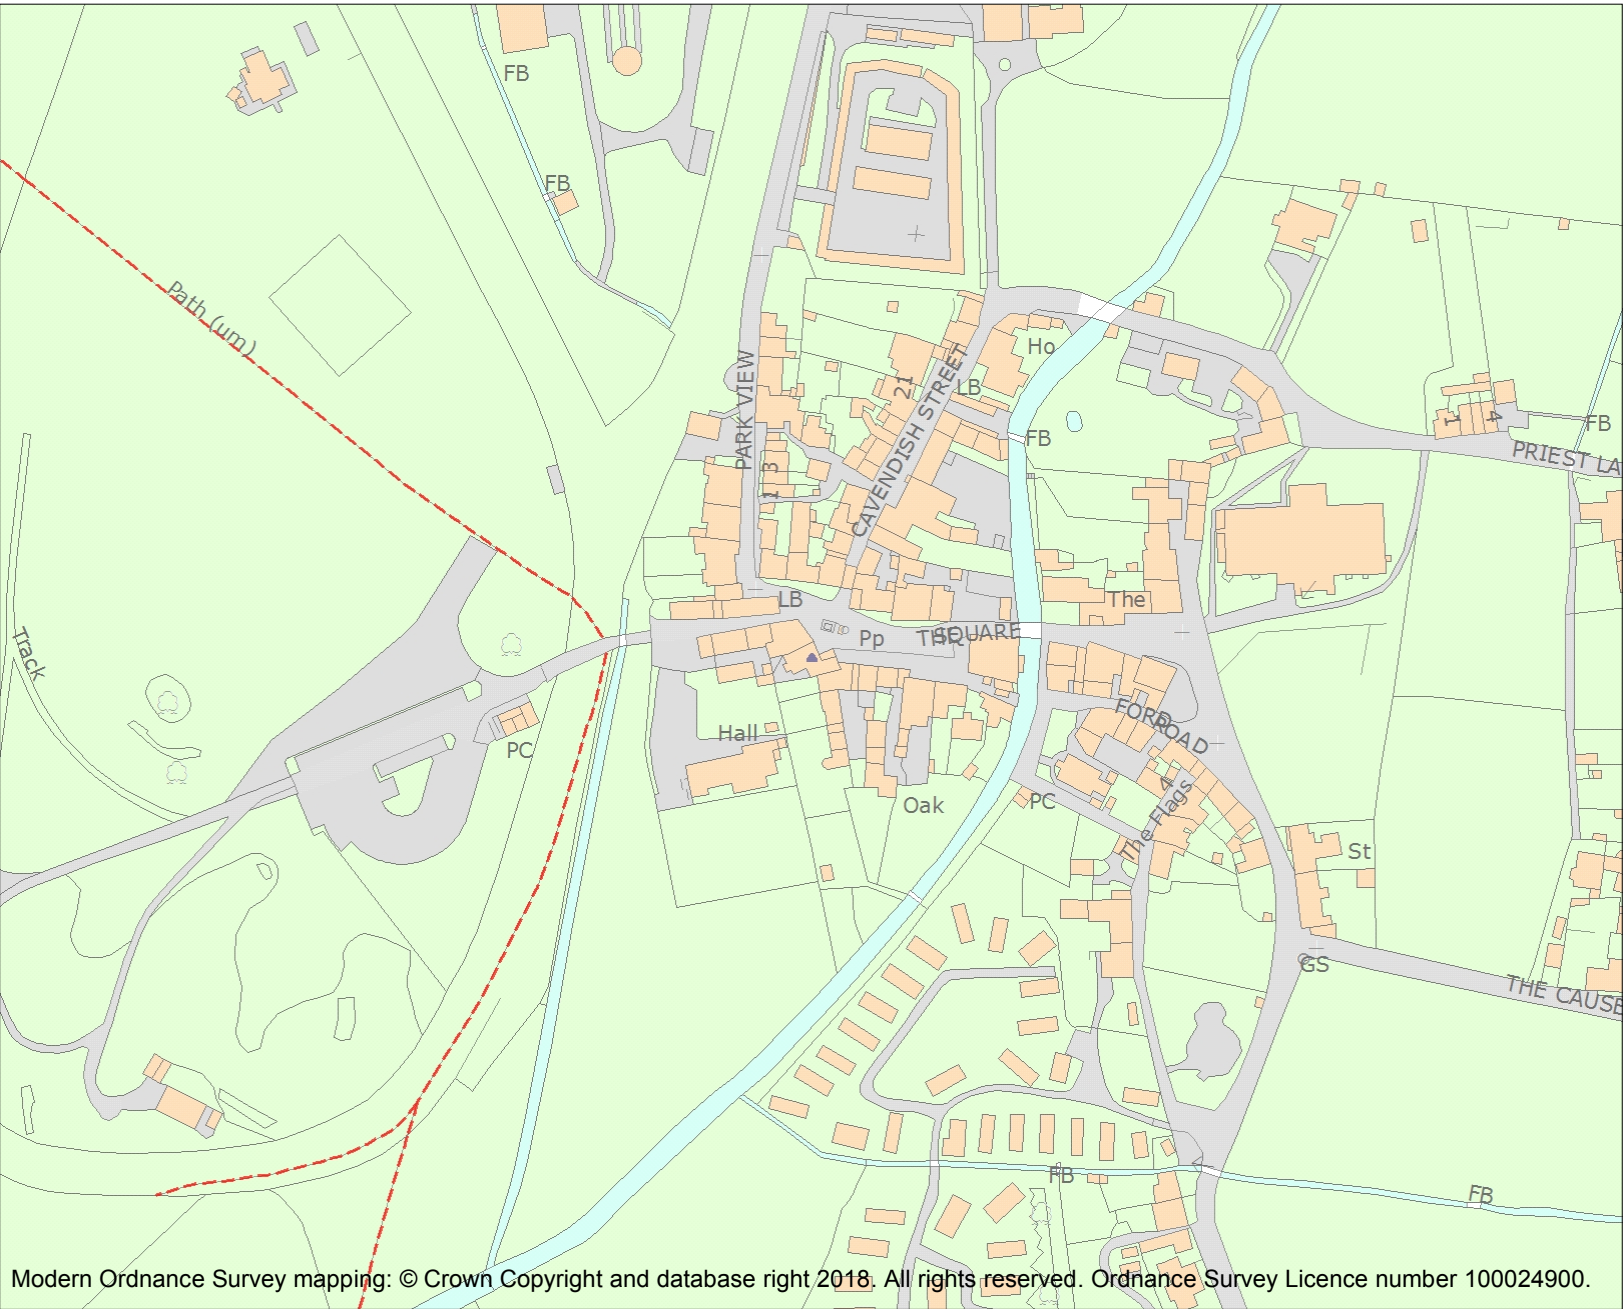 FB
FB
Path (um)
Ho
PARK VIEW
21
CAVENDISH STREET
LB
FB
1
4
FB
PRIEST LA
3
1
LB
The
Pp
THE
SQUARE
Track
FORD
ROAD
Hall
PC
Oak
PC
4
The Flags
St
GS
THE CAUSE
FB
FB
Modern Ordnance Survey mapping: © Crown Copyright and database right 2018. All rights reserved. Ordnance Survey Licence number 100024900.